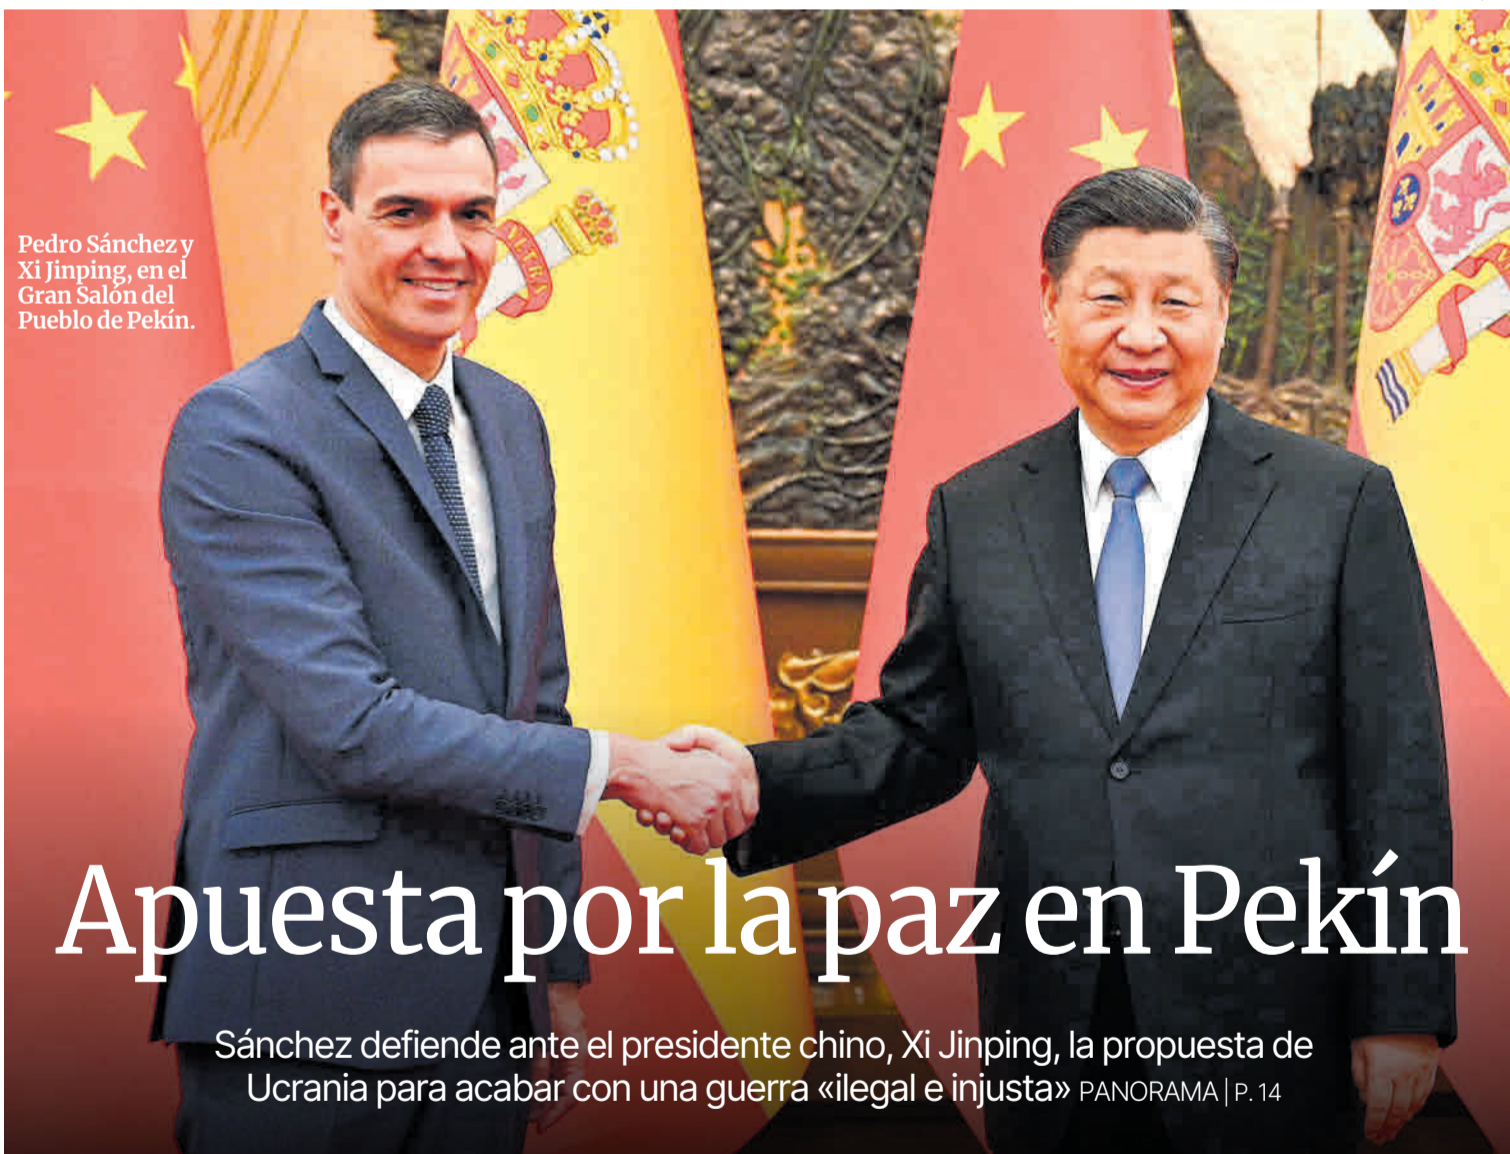 Pedro Sánchez y
Xi Jinping, en el
Gran Salón del
Pueblo de Pekín.
Apuesta por la paz en Pekín
Sánchez defiende ante el presidente chino, Xi Jinping, la propuesta de
Ucrania para acabar con una guerra «ilegal e injusta» PANORAMA | P. 14